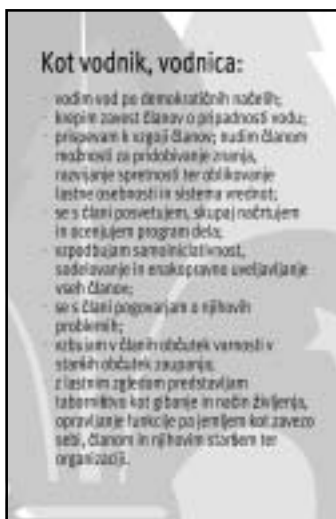 Kot vodnik, vodnica:
- vodim vod po demokratičnih načelih;
- krepim zavest članov o pripadnosti vodu;
- prispevam k vzgoji članov; nudim članom
možnosti za pridobivanje znanja,
razvijanje spretnosti ter oblikovanje
lastne osebnosti in sistema vrednot;
- se s člani posvetujem, skupaj načrtujem
in ocenjujem program dela;
- vzpodbujam samoiniciativnost,
sodelovanje in enakopravno uveljavljanje
vseh članov;
- se s člani pogovarjam o njihovih
problemih;
- vzbujam v članih občutek varnosti v
starših občutek zaupanja;
- z lastnim zgledom predstavljam
taborništvo kot gibanje in način življenja,
opravljanje funkcije pa jemljem kot zavezo
sebi, članom in njihovim staršem ter
organizaciji.